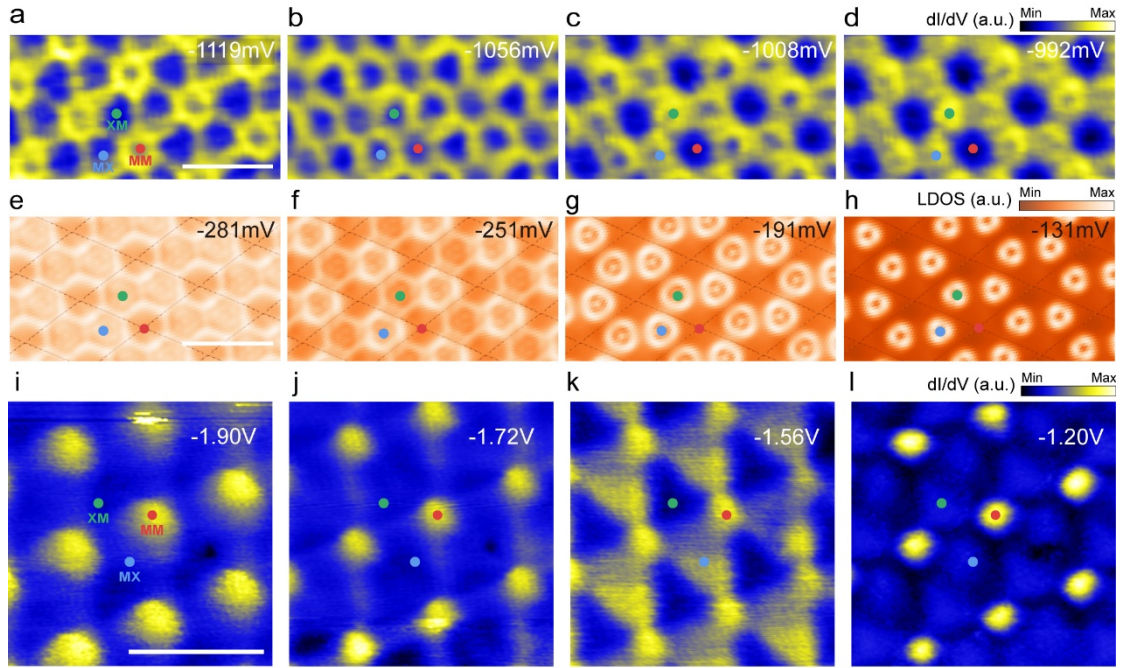 a b c d dI/dV (a.u.) Min Max
-1119mV -1056mV -1008mV -992mV
XM
MX MM
LDOS (a.u.) Min Max
e f g h
-281mV -251mV -191mV -131mV
i j k l dI/dV (a.u.) Min Max
-1.90V -1.72V -1.56V -1.20V
XM
MM
MX